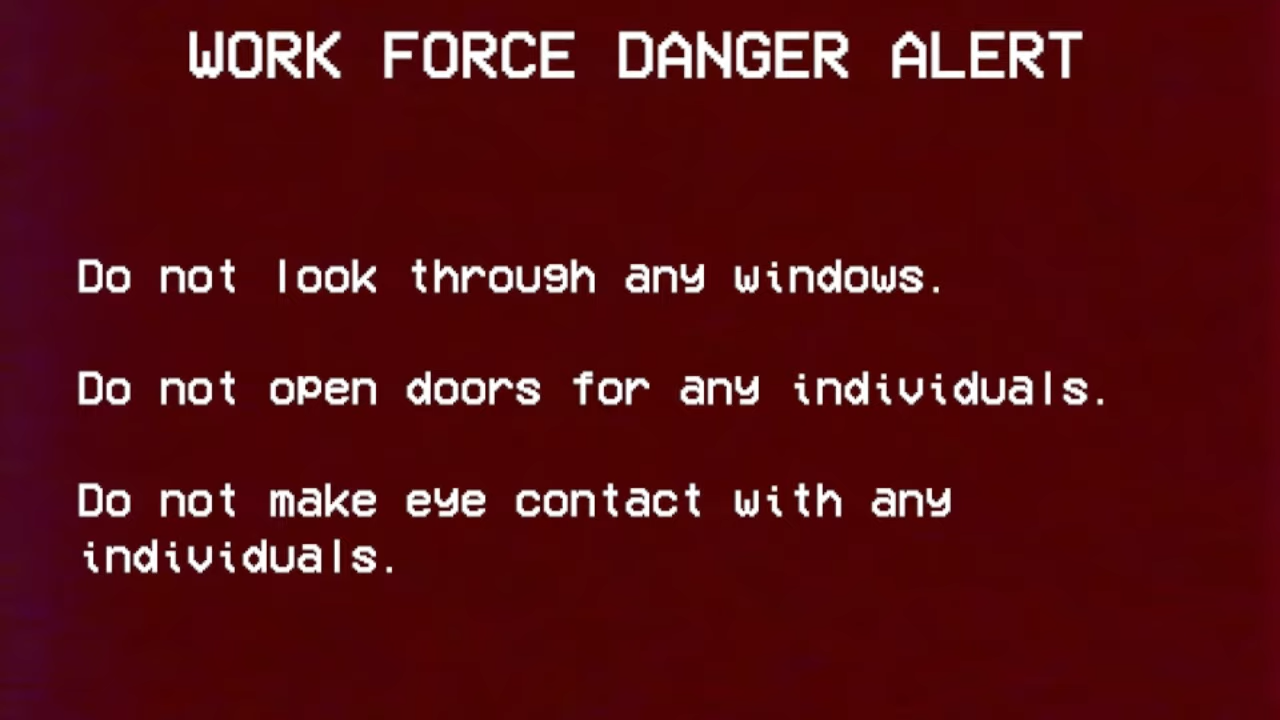 WORK FORCE DANGER ALERT
Do not look through any windows.
Do not open doors for any individuals.
Do not make eye contact with any
individuals.